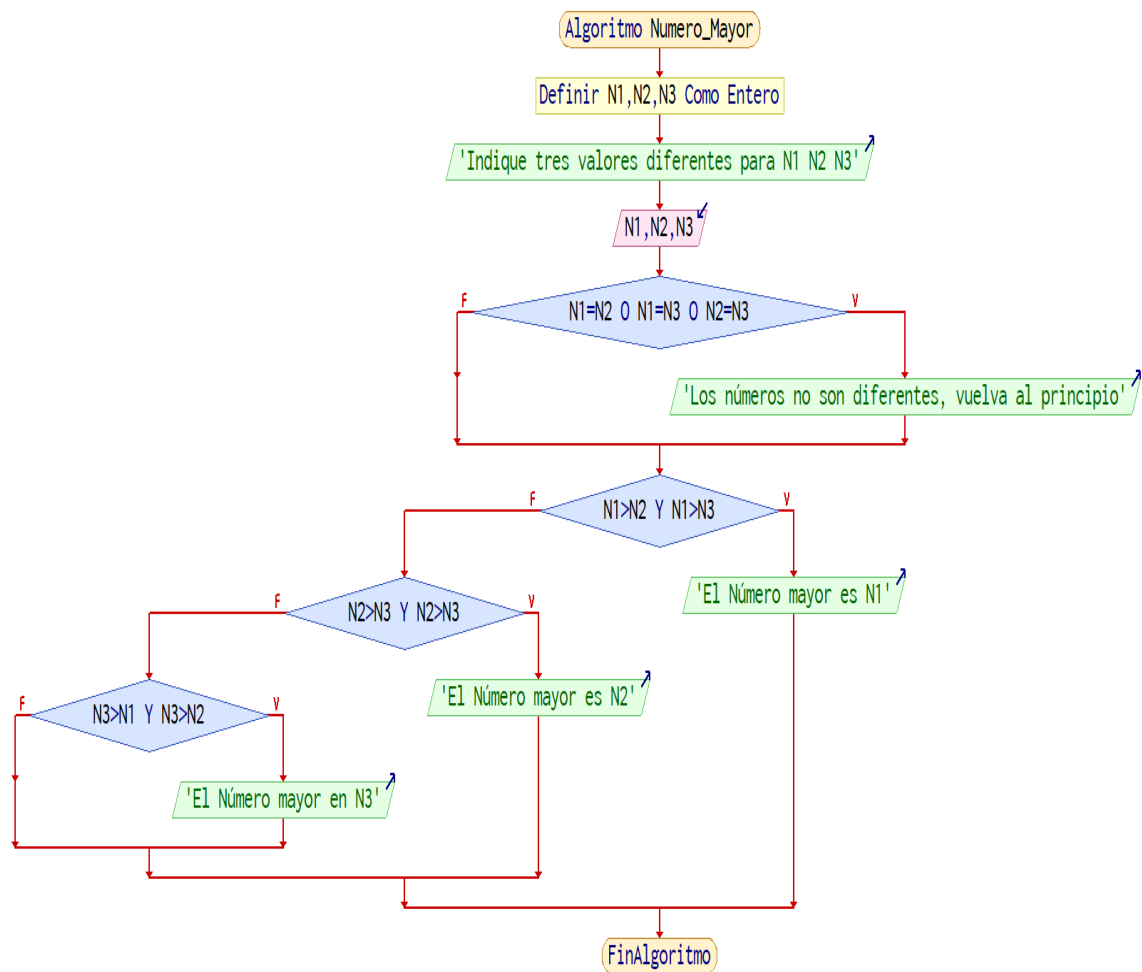 Algoritmo Numero_Mayor
Definir N1,N2,N3 Como Entero
'Indique tres valores diferentes para N1 N2 N3'
N1,N2,N3
F
N1=N2 O N1=N3 O N2=N3
V
'Los números no son diferentes, vuelva al principio'
F
N1>N2 Y N1>N3
V
'El Número mayor es N1'
F
N2>N3 Y N2>N3
V
'El Número mayor es N2'
F
N3>N1 Y N3>N2
V
'El Número mayor en N3'
FinAlgoritmo